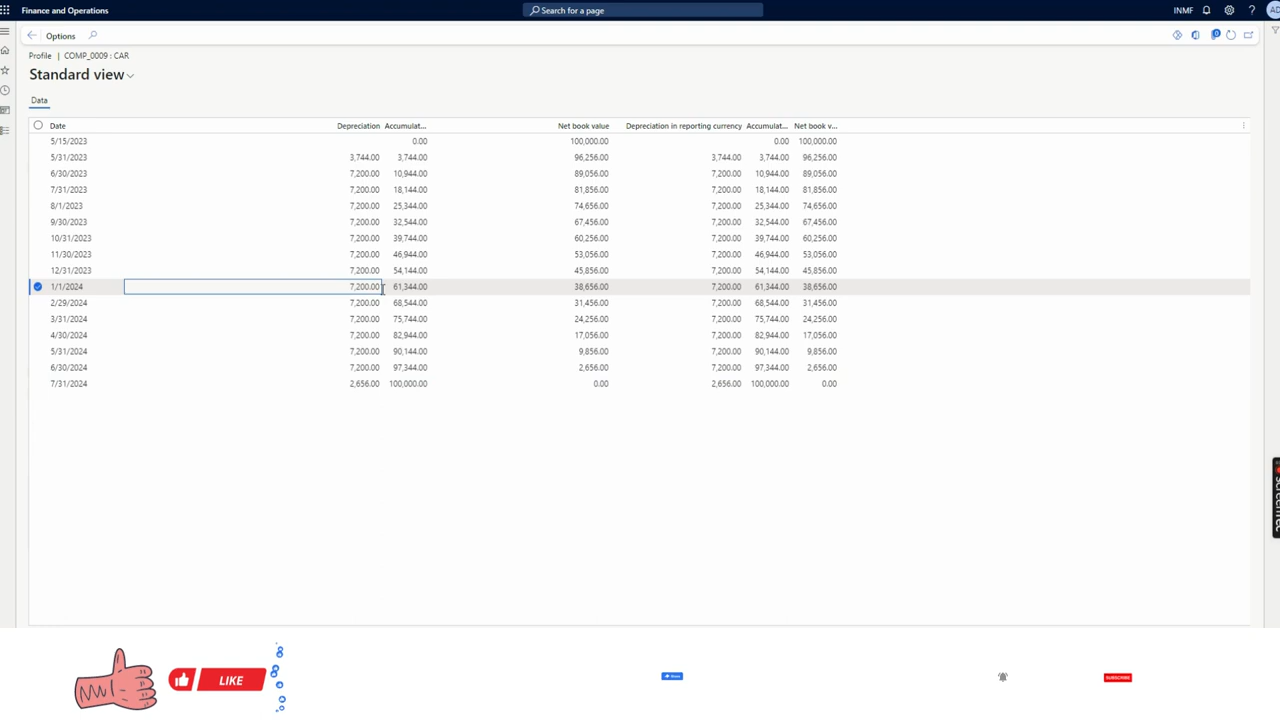 Finance and Operations Search for a page INMF ? AD
Options
Profile | COMP_0009 : CAR
Standard view
Data
Date Depreciation Accumulat... Net book value Depreciation in reporting currency Accumulat... Net book v...
5/15/2023 0.00 100,000.00 0.00 100,000.00
5/31/2023 3,744.00 3,744.00 96,256.00 3,744.00 3,744.00 96,256.00
6/30/2023 7,200.00 10,944.00 89,056.00 7,200.00 10,944.00 89,056.00
7/31/2023 7,200.00 18,144.00 81,856.00 7,200.00 18,144.00 81,856.00
8/1/2023 7,200.00 25,344.00 74,656.00 7,200.00 25,344.00 74,656.00
9/30/2023 7,200.00 32,544.00 67,456.00 7,200.00 32,544.00 67,456.00
10/31/2023 7,200.00 39,744.00 60,256.00 7,200.00 39,744.00 60,256.00
11/30/2023 7,200.00 46,944.00 53,056.00 7,200.00 46,944.00 53,056.00
12/31/2023 7,200.00 54,144.00 45,856.00 7,200.00 54,144.00 45,856.00
1/1/2024 7,200.00 61,344.00 38,656.00 7,200.00 61,344.00 38,656.00
2/29/2024 7,200.00 68,544.00 31,456.00 7,200.00 68,544.00 31,456.00
3/31/2024 7,200.00 75,744.00 24,256.00 7,200.00 75,744.00 24,256.00
4/30/2024 7,200.00 82,944.00 17,056.00 7,200.00 82,944.00 17,056.00
5/31/2024 7,200.00 90,144.00 9,856.00 7,200.00 90,144.00 9,856.00
6/30/2024 7,200.00 97,344.00 2,656.00 7,200.00 97,344.00 2,656.00
7/31/2024 2,656.00 100,000.00 0.00 2,656.00 100,000.00 0.00
LIKE
Share
SUBSCRIBE